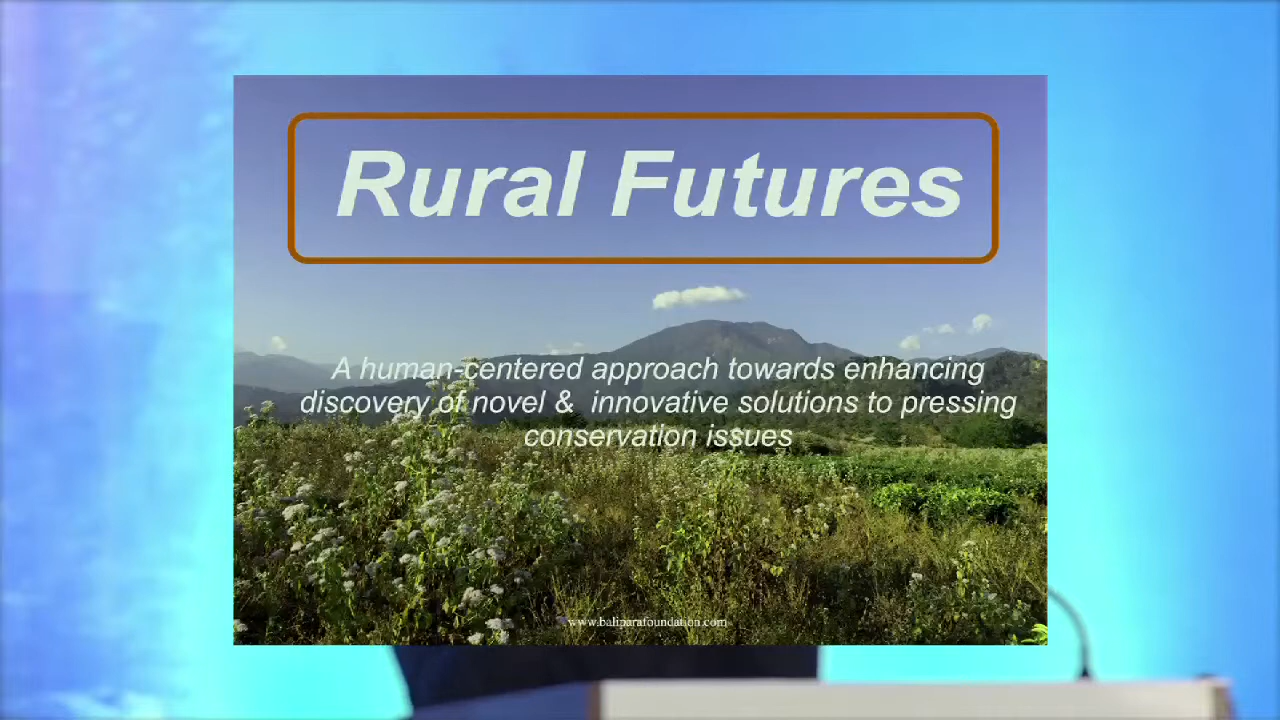 Rural Futures
A human-centered approach towards enhancing
discovery of novel & innovative solutions to pressing
conservation issues
www.baliparafoundation.com